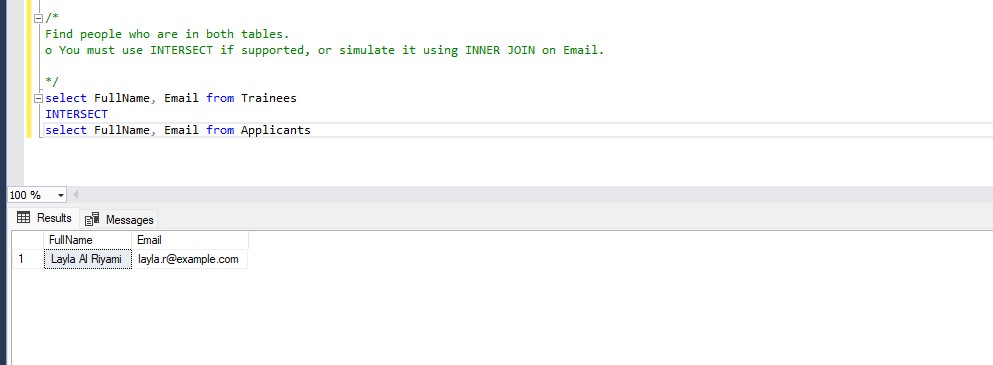 /*
Find people who are in both tables.
o You must use INTERSECT if supported, or simulate it using INNER JOIN on Email.
*/
select FullName, Email from Trainees
INTERSECT
select FullName, Email from Applicants
100 %
Results Messages
FullName Email
1 Layla Al Riyami layla.r@example.com